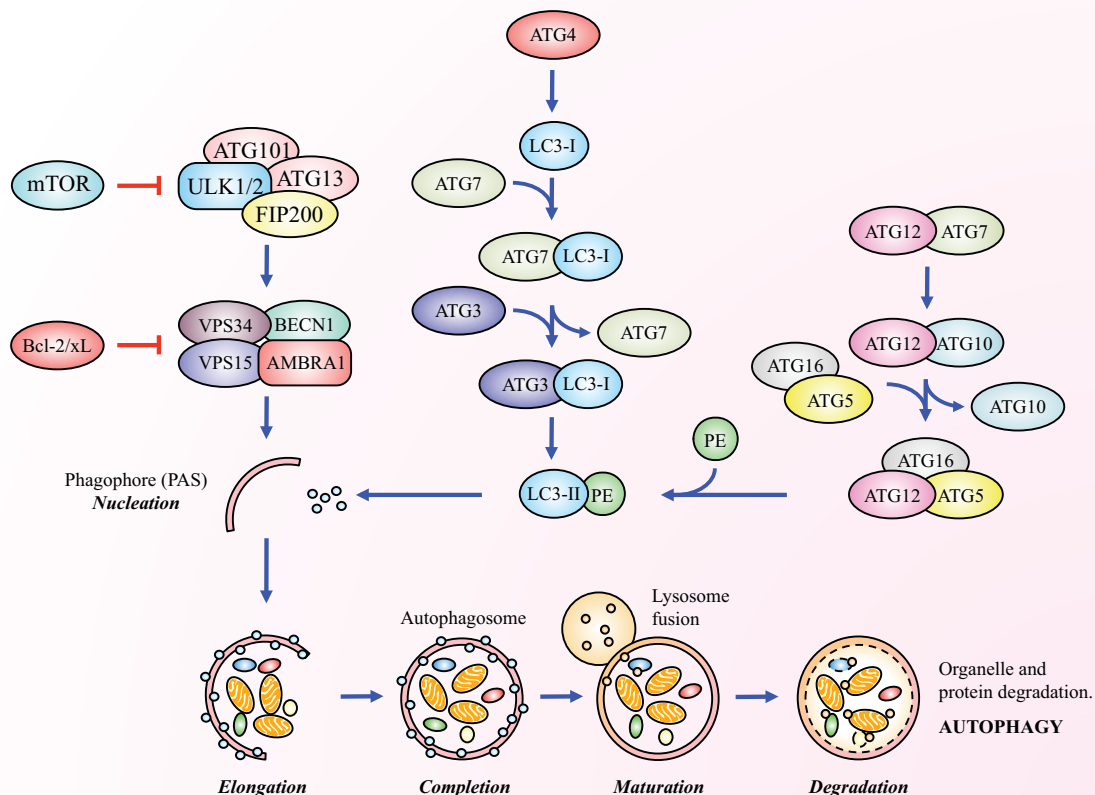 ATG4
LC3-I
ATG101
mTOR
ULK1/2
ATG13
FIP200
ATG7
ATG7
LC3-I
ATG12
ATG7
Bcl-2/xL
VPS34
BECN1
VPS15
AMBRA1
ATG3
ATG7
ATG3
LC3-I
ATG12
ATG10
ATG16
ATG5
ATG10
PE
Phagophore (PAS)
Nucleation
LC3-II
PE
ATG16
ATG12
ATG5
Autophagosome
Lysosome
fusion
Organelle and
protein degradation.
AUTOPHAGY
Elongation
Completion
Maturation
Degradation